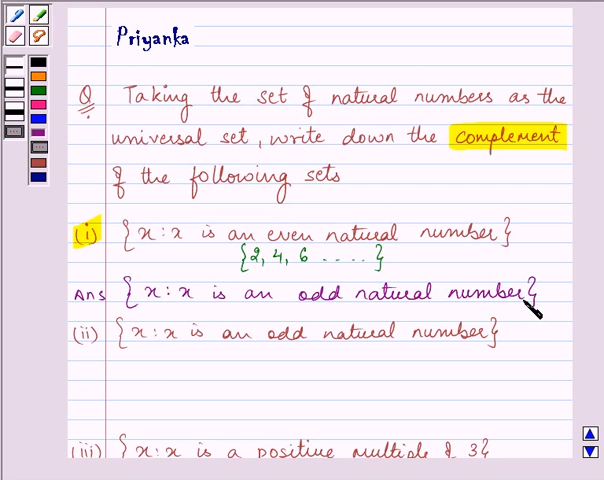 Priyanka
Q Taking the set of natural numbers as the
universal set, write down the complement
of the following sets
(i) {x:x is an even natural number}
{2, 4, 6 .....}
Ans {x:x is an odd natural number}
(ii) {x:x is an odd natural number}
(iii) {x:x is a positive multiple of 3}